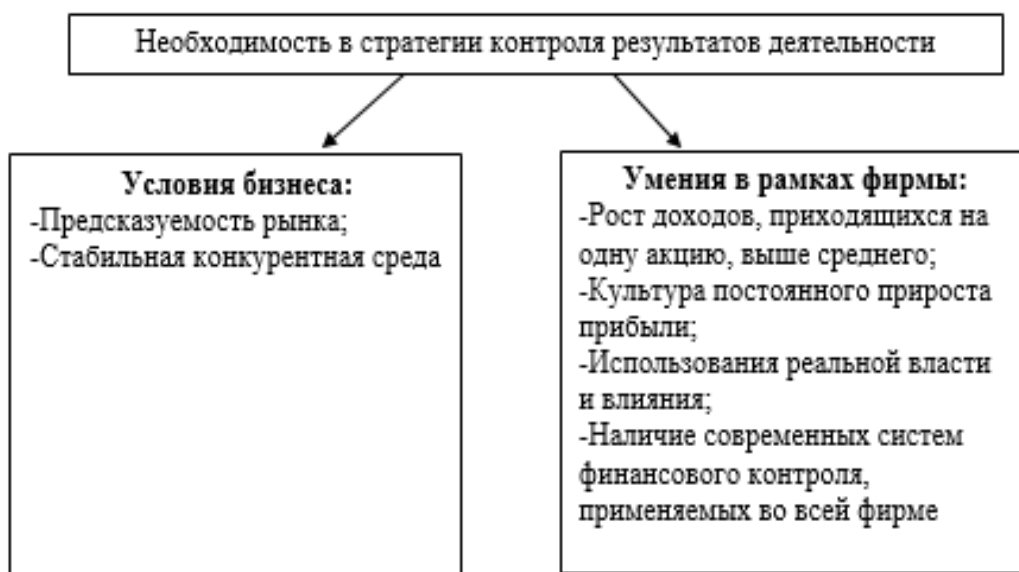 Необходимость в стратегии контроля результатов деятельности
Условия бизнеса:
-Предсказуемость рынка;
-Стабильная конкурентная среда
Умения в рамках фирмы:
-Рост доходов, приходящихся на
одну акцию, выше среднего;
-Культура постоянного прироста
прибыли;
-Использования реальной власти
и влияния;
-Наличие современных систем
финансового контроля,
применяемых во всей фирме